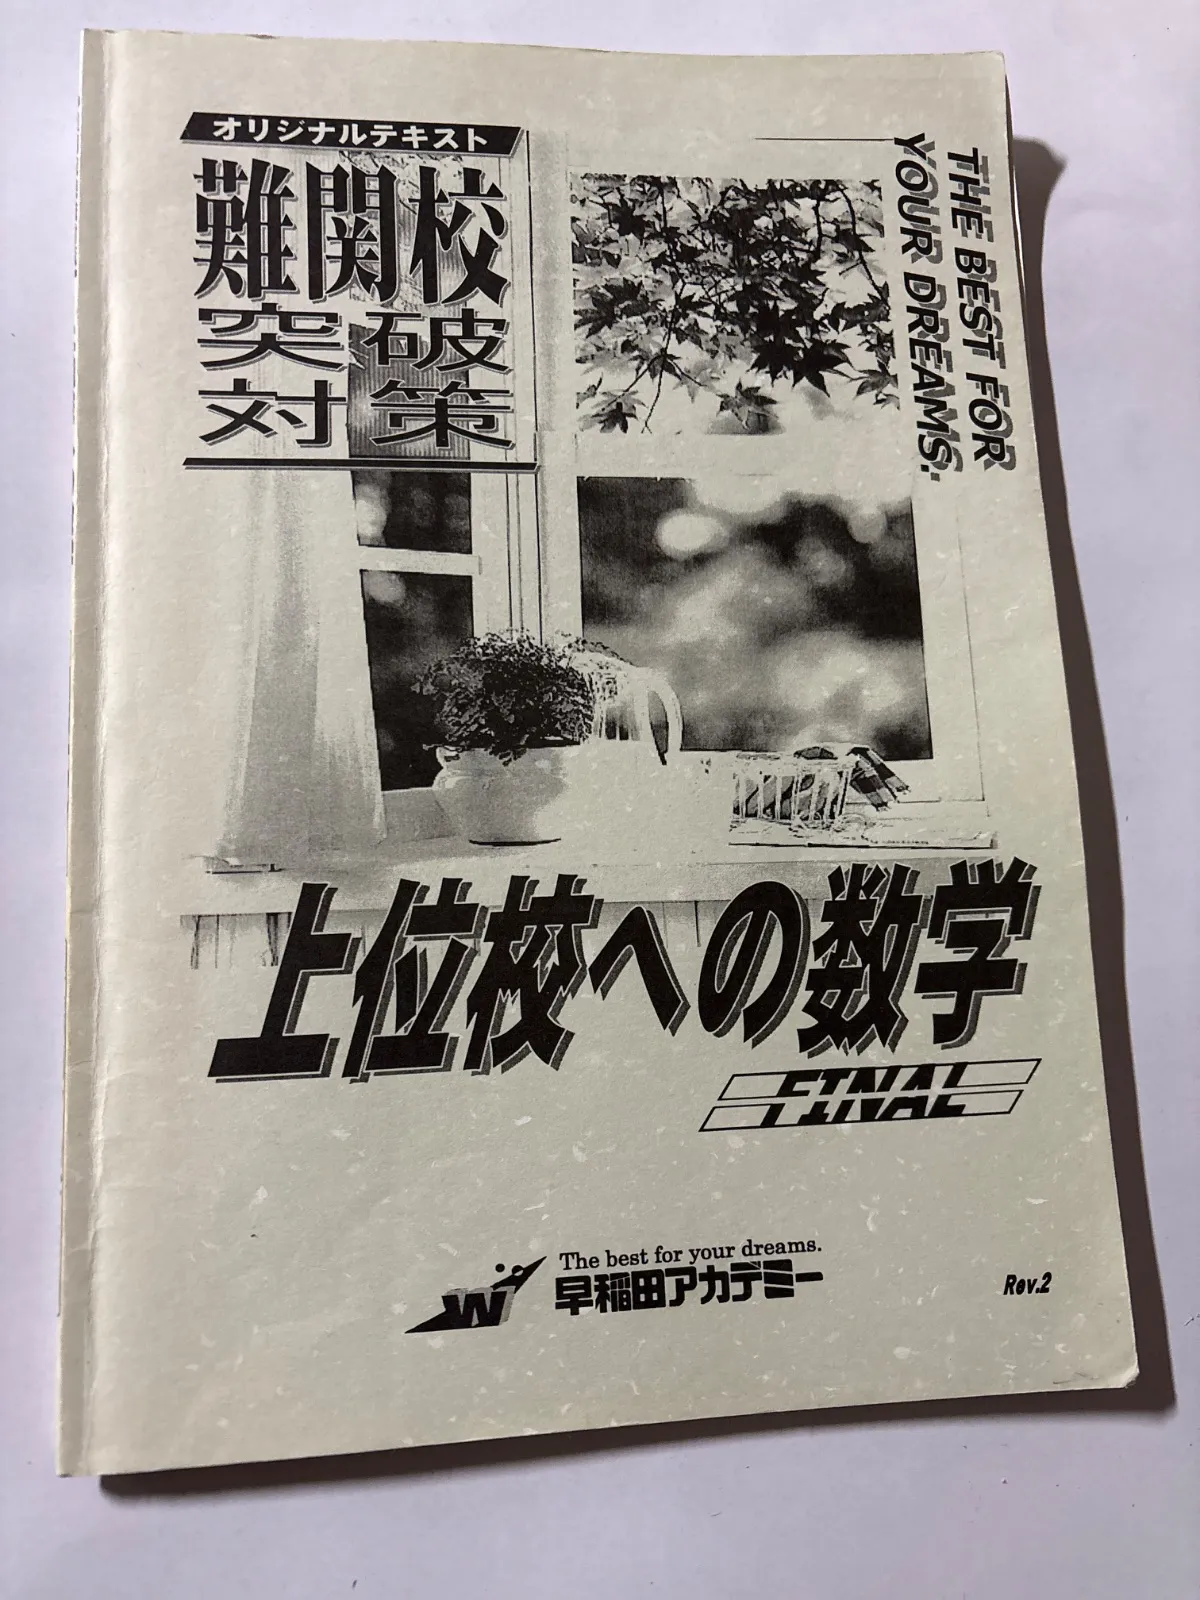 オリジナルテキスト
難関校
突破
対策
THE BEST FOR
YOUR DREAMS.
上位校への数学
FINAL
The best for your dreams.
W
早稲田アカデミー
Rev.2